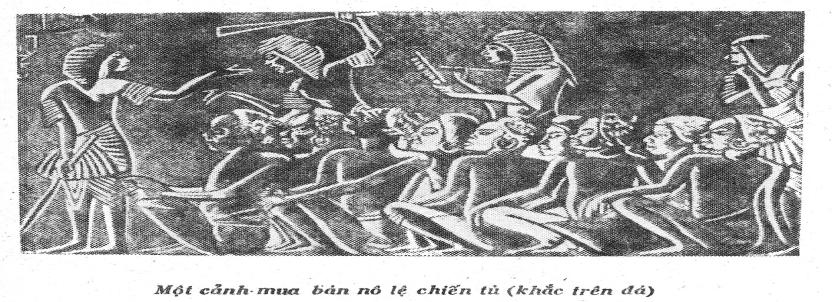 Một cảnh mua bán nô lệ chiến tù (khắc trên đá)